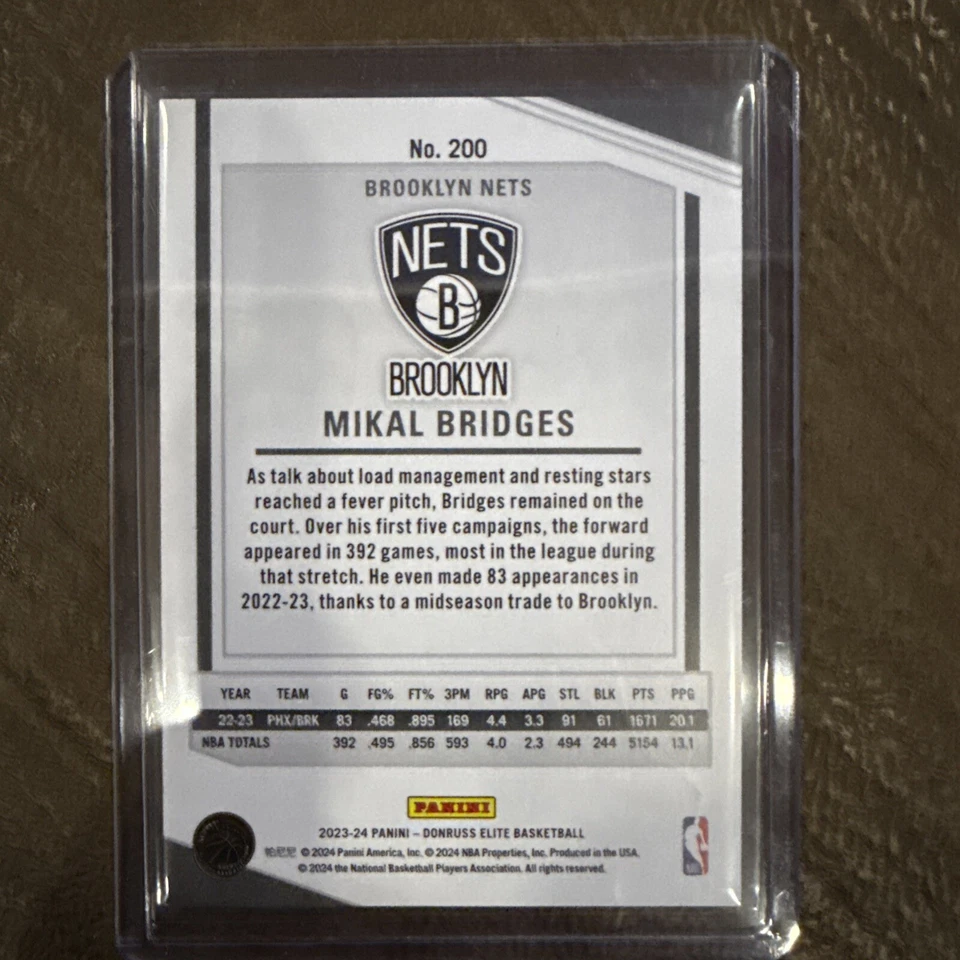 No. 200
BROOKLYN NETS
NETS
B
BROOKLYN
MIKAL BRIDGES
As talk about load management and resting stars
reached a fever pitch, Bridges remained on the
court. Over his first five campaigns, the forward
appeared in 392 games, most in the league during
that stretch. He even made 83 appearances in
2022-23, thanks to a midseason trade to Brooklyn.
YEAR TEAM G FG% FT% 3PM RPG APG STL BLK PTS PPG
22-23 PHX/BRK 83 .468 .895 169 4.4 3.3 91 61 1671 20.1
NBA TOTALS 392 .495 .856 593 4.0 2.3 494 244 5154 13.1
PANINI
2023-24 PANINI – DONRUSS ELITE BASKETBALL
© 2024 Panini America, Inc. © 2024 NBA Properties, Inc. Produced in the USA.
© 2024 the National Basketball Players Association. All rights reserved.